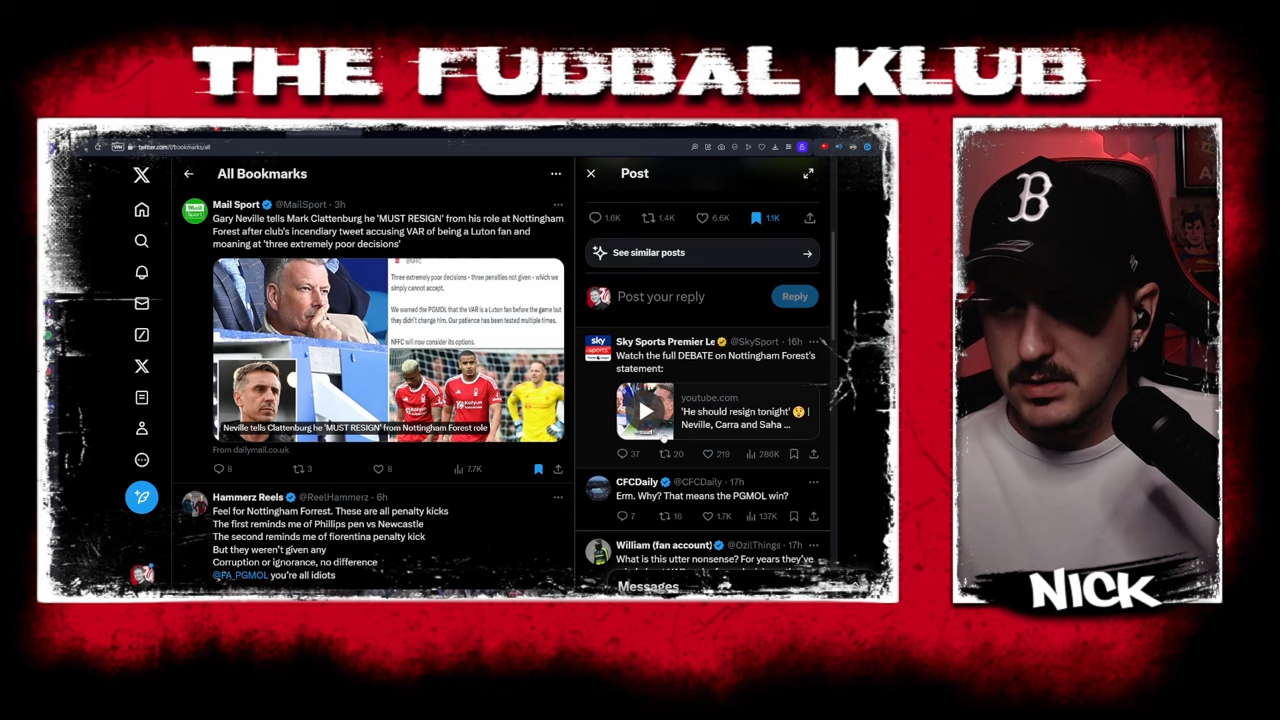 THE FUDBAL KLUB
twitter.com/i/bookmarks/all
All Bookmarks
Mail Sport @MailSport · 3h
Gary Neville tells Mark Clattenburg he 'MUST RESIGN' from his role at Nottingham
Forest after club's incendiary tweet accusing VAR of being a Luton fan and
moaning at 'three extremely poor decisions'
@NFFC
Three extremely poor decisions - three penalties not given - which we
simply cannot accept.
We warned the PGMOL that the VAR is a Luton fan before the game but
they didn't change him. Our patience has been tested multiple times.
NFFC will now consider its options.
Kaiyun
Neville tells Clattenburg he 'MUST RESIGN' from Nottingham Forest role
From dailymail.co.uk
8 3 8 7.7K
Hammerz Reels @ReelHammerz · 6h
Feel for Nottingham Forrest. These are all penalty kicks
The first reminds me of Phillips pen vs Newcastle
The second reminds me of fiorentina penalty kick
But they weren't given any
Corruption or ignorance, no difference
@FA_PGMOL you're all idiots
Post
1.6K 1.4K 6.6K 1.1K
See similar posts
Post your reply
Reply
sky sports
Sky Sports Premier Le @SkySport · 16h
Watch the full DEBATE on Nottingham Forest's
statement:
youtube.com
'He should resign tonight' 😲 |
Neville, Carra and Saha ...
37 20 219 286K
CFCDaily @CFCDaily · 17h
Erm. Why? That means the PGMOL win?
7 16 1.7K 137K
William (fan account) @OzilThings · 17h
What is this utter nonsense? For years they've
Messages
B
NICK